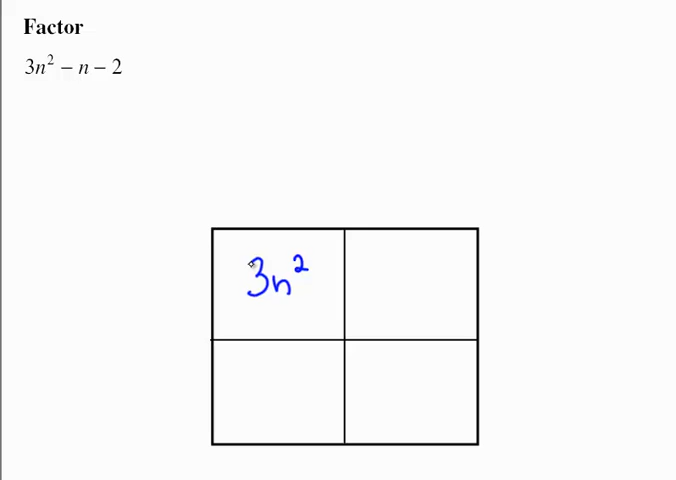 Factor
3n² − n − 2
3n²